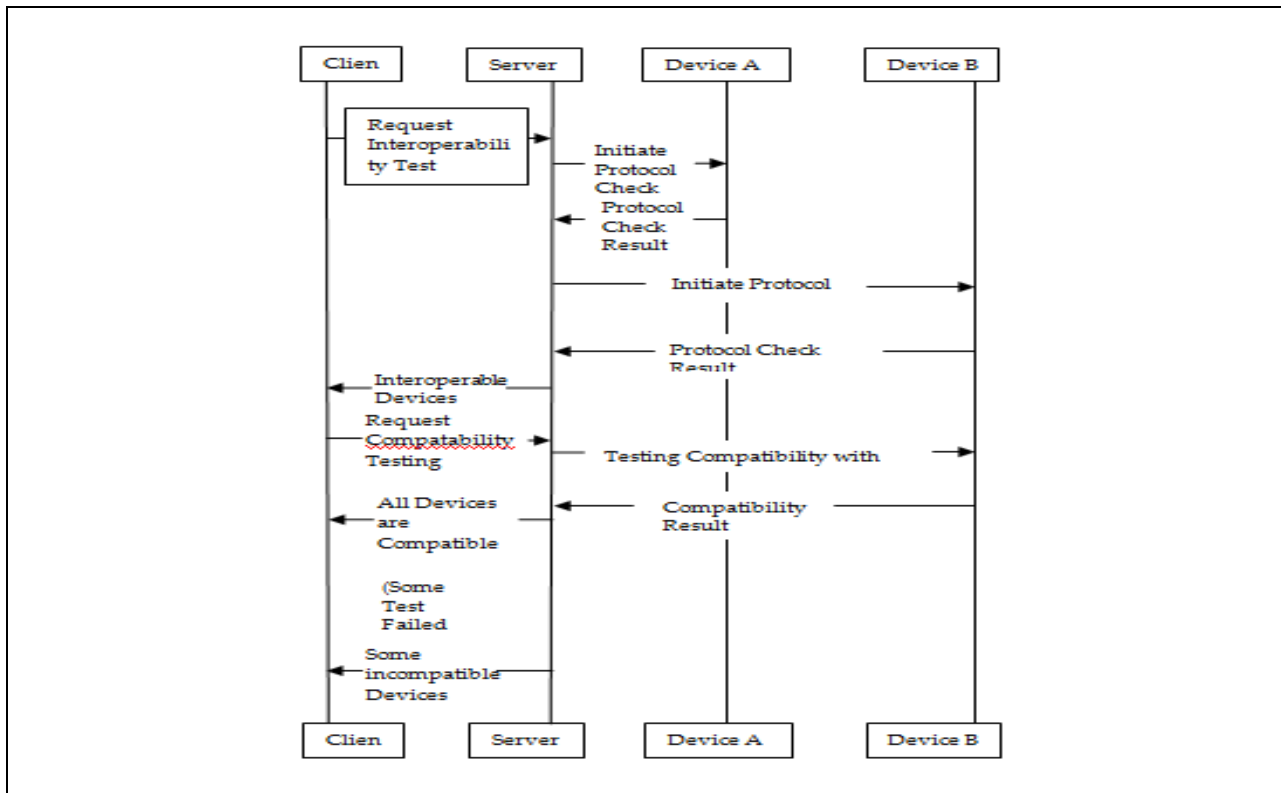 Clien
Server
Device A
Device B
Request
Interoperabili
ty Test
Initiate
Protocol
Check
Protocol
Check
Result
Initiate Protocol
Protocol Check
Result
Interoperable
Devices
Request
Compatability
Testing
Testing Compatibility with
All Devices
are
Compatible
Compatibility
Result
(Some
Test
Failed
Some
incompatible
Devices
Clien
Server
Device A
Device B